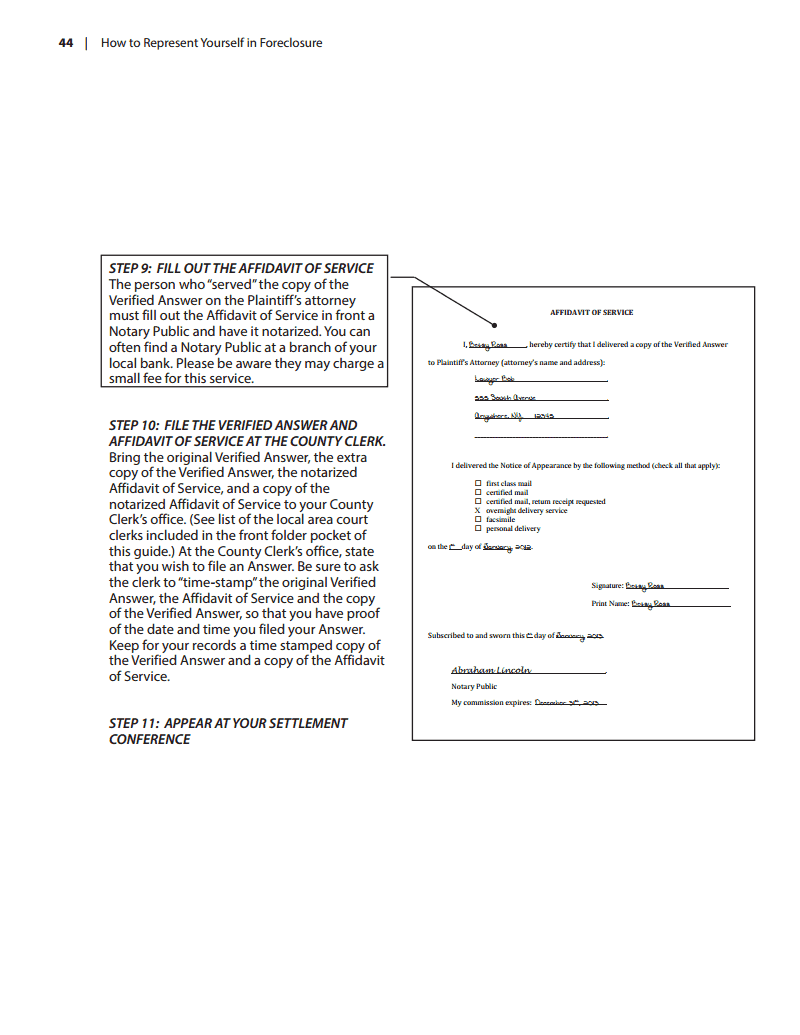 44 | How to Represent Yourself in Foreclosure
STEP 9: FILL OUT THE AFFIDAVIT OF SERVICE
The person who “served” the copy of the
Verified Answer on the Plaintiff’s attorney
must fill out the Affidavit of Service in front a
Notary Public and have it notarized. You can
often find a Notary Public at a branch of your
local bank. Please be aware they may charge a
small fee for this service.
STEP 10: FILE THE VERIFIED ANSWER AND
AFFIDAVIT OF SERVICE AT THE COUNTY CLERK.
Bring the original Verified Answer, the extra
copy of the Verified Answer, the notarized
Affidavit of Service, and a copy of the
notarized Affidavit of Service to your County
Clerk’s office. (See list of the local area court
clerks included in the front folder pocket of
this guide.) At the County Clerk’s office, state
that you wish to file an Answer. Be sure to ask
the clerk to “time-stamp” the original Verified
Answer, the Affidavit of Service and the copy
of the Verified Answer, so that you have proof
of the date and time you filed your Answer.
Keep for your records a time stamped copy of
the Verified Answer and a copy of the Affidavit
of Service.
STEP 11: APPEAR AT YOUR SETTLEMENT
CONFERENCE
AFFIDAVIT OF SERVICE
I, Betsy Ross, hereby certify that I delivered a copy of the Verified Answer
to Plaintiff’s Attorney (attorney’s name and address):
Lawyer Bob
555 South Avenue
Anywhere, NY 12345
I delivered the Notice of Appearance by the following method (check all that apply):
☐ first class mail
☐ certified mail
☐ certified mail, return receipt requested
X overnight delivery service
☐ facsimile
☐ personal delivery
on the day of January, 2012.
Signature: Betsy Ross
Print Name: Betsy Ross
Subscribed to and sworn this day of January, 2013.
Abraham Lincoln
Notary Public
My commission expires: December 31st, 2013